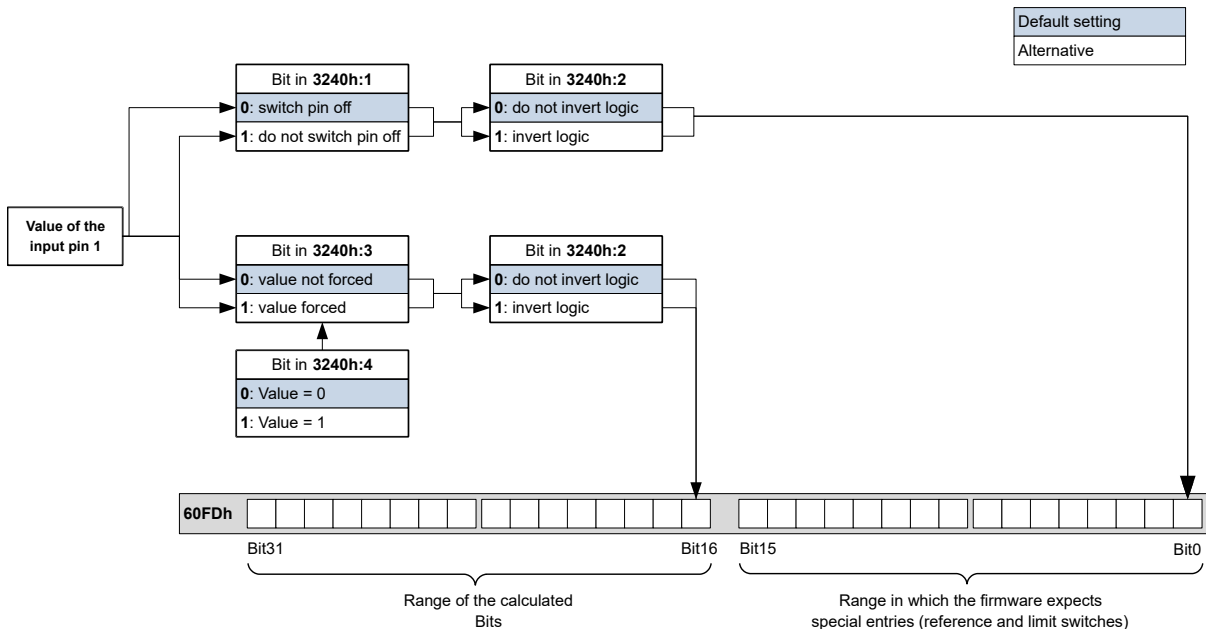 Default setting
Alternative
Bit in 3240h:1
0: switch pin off
1: do not switch pin off
Bit in 3240h:2
0: do not invert logic
1: invert logic
Value of the
input pin 1
Bit in 3240h:3
0: value not forced
1: value forced
Bit in 3240h:2
0: do not invert logic
1: invert logic
Bit in 3240h:4
0: Value = 0
1: Value = 1
60FDh
Bit31
Bit16
Bit15
Bit0
Range of the calculated
Bits
Range in which the firmware expects
special entries (reference and limit switches)